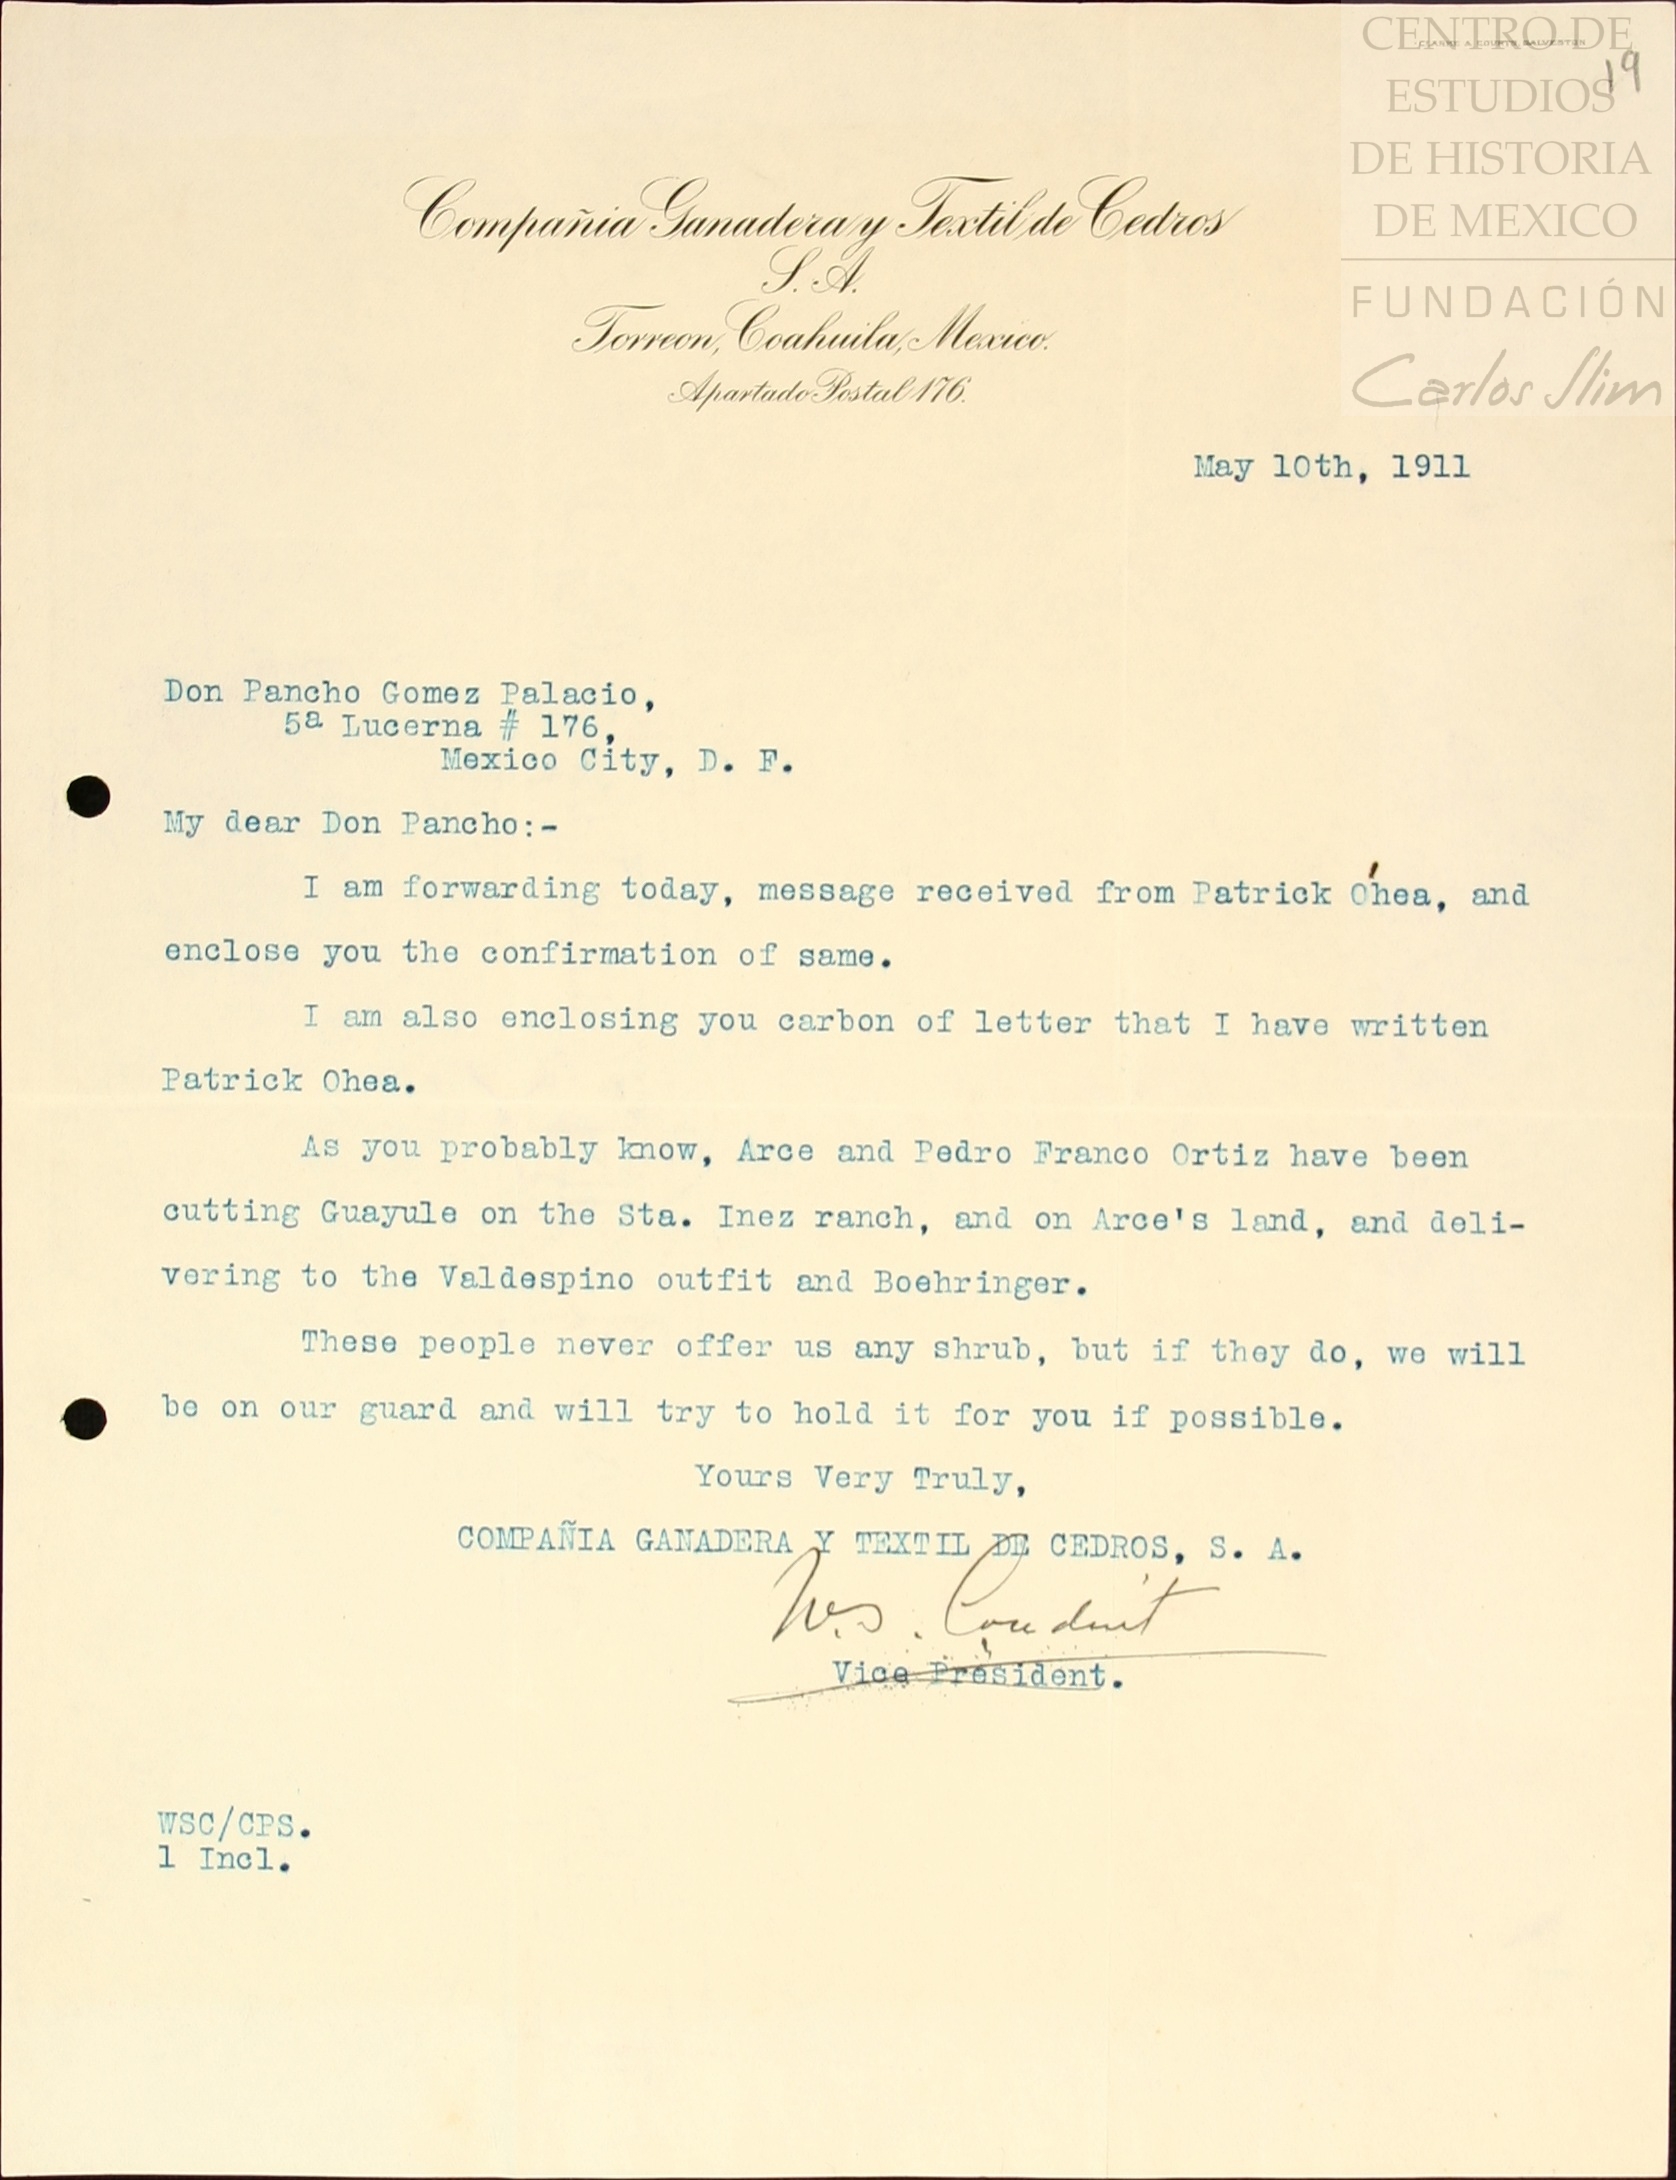 CENTRO DE
CLARKE & COURTS, GALVESTON
ESTUDIOS
19
DE HISTORIA
DE MEXICO
FUNDACIÓN
Carlos Slim
Compañia Ganadera y Textil de Cedros
S. A.
Torreon, Coahuila, Mexico.
Apartado Postal 176.
May 10th, 1911
Don Pancho Gomez Palacio,
5a Lucerna # 176,
Mexico City, D. F.
My dear Don Pancho:-
I am forwarding today, message received from Patrick O'hea, and
enclose you the confirmation of same.
I am also enclosing you carbon of letter that I have written
Patrick Ohea.
As you probably know, Arce and Pedro Franco Ortiz have been
cutting Guayule on the Sta. Inez ranch, and on Arce's land, and deli-
vering to the Valdespino outfit and Boehringer.
These people never offer us any shrub, but if they do, we will
be on our guard and will try to hold it for you if possible.
Yours Very Truly,
COMPAÑIA GANADERA Y TEXTIL DE CEDROS, S. A.
W.S. Conduit
Vice President.
WSC/CPS.
1 Incl.